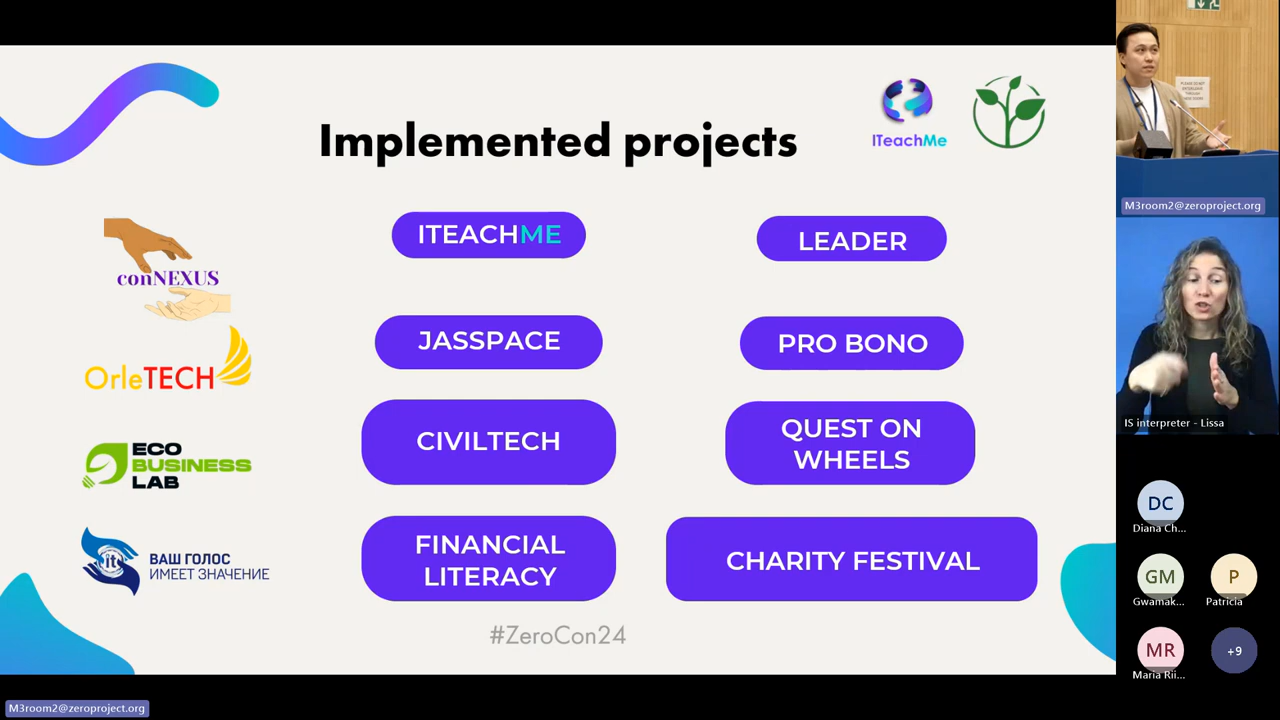 Implemented projects
ITeachMe
conNEXUS
OrleTECH
ECO
BUSINESS
LAB
it
ВАШ ГОЛОС
ИМЕЕТ ЗНАЧЕНИЕ
ITEACHME
LEADER
JASSPACE
PRO BONO
CIVILTECH
QUEST ON
WHEELS
FINANCIAL
LITERACY
CHARITY FESTIVAL
#ZeroCon24
M3room2@zeroproject.org
M3room2@zeroproject.org
IS interpreter - Lissa
DC
Diana Ch...
GM
Gwamak...
P
Patricia
MR
Maria Rii...
+9